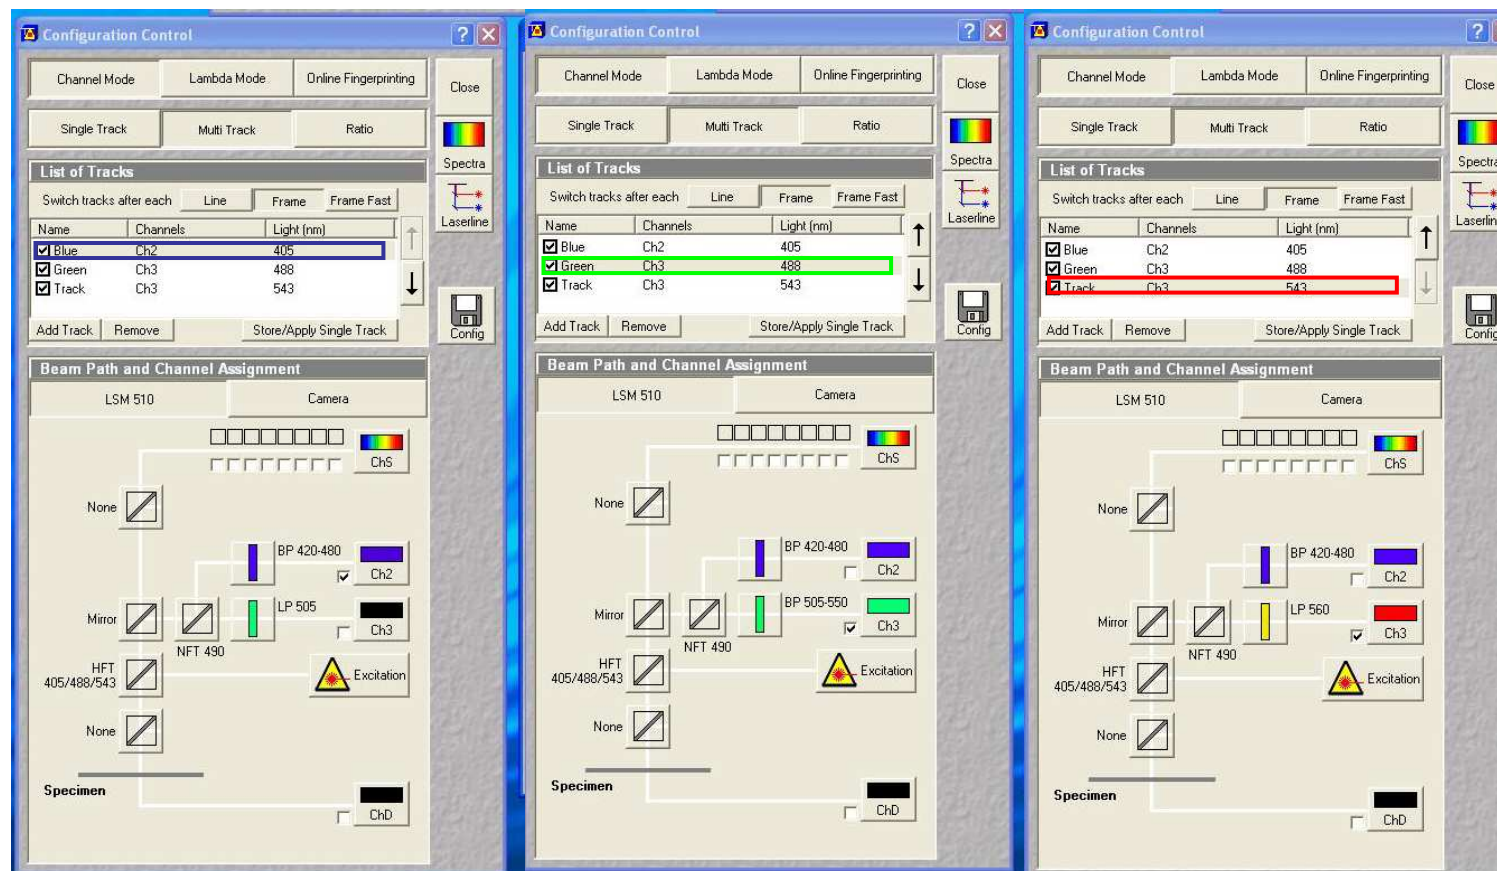 Configuration Control
Channel Mode Lambda Mode Online Fingerprinting
Close
Single Track Multi Track Ratio
Spectra
List of Tracks
Switch tracks after each Line Frame Frame Fast
Laserline
Name Channels Light (nm)
Blue Ch2 405
Green Ch3 488
Track Ch3 543
Add Track Remove Store/Apply Single Track
Config
Beam Path and Channel Assignment
LSM 510 Camera
ChS
None
BP 420-480
Ch2
Mirror
LP 505
Ch3
NFT 490
HFT
405/488/543
Excitation
None
Specimen
ChD
Configuration Control
Channel Mode Lambda Mode Online Fingerprinting
Close
Single Track Multi Track Ratio
Spectra
List of Tracks
Switch tracks after each Line Frame Frame Fast
Laserline
Name Channels Light (nm)
Blue Ch2 405
Green Ch3 488
Track Ch3 543
Add Track Remove Store/Apply Single Track
Config
Beam Path and Channel Assignment
LSM 510 Camera
ChS
None
BP 420-480
Ch2
Mirror
BP 505-550
Ch3
NFT 490
HFT
405/488/543
Excitation
None
Specimen
ChD
Configuration Control
Channel Mode Lambda Mode Online Fingerprinting
Close
Single Track Multi Track Ratio
Spectra
List of Tracks
Switch tracks after each Line Frame Frame Fast
Laserlin
Name Channels Light (nm)
Blue Ch2 405
Green Ch3 488
Track Ch3 543
Add Track Remove Store/Apply Single Track
Config
Beam Path and Channel Assignment
LSM 510 Camera
ChS
None
BP 420-480
Ch2
Mirror
LP 560
Ch3
NFT 490
HFT
405/488/543
Excitation
None
Specimen
ChD